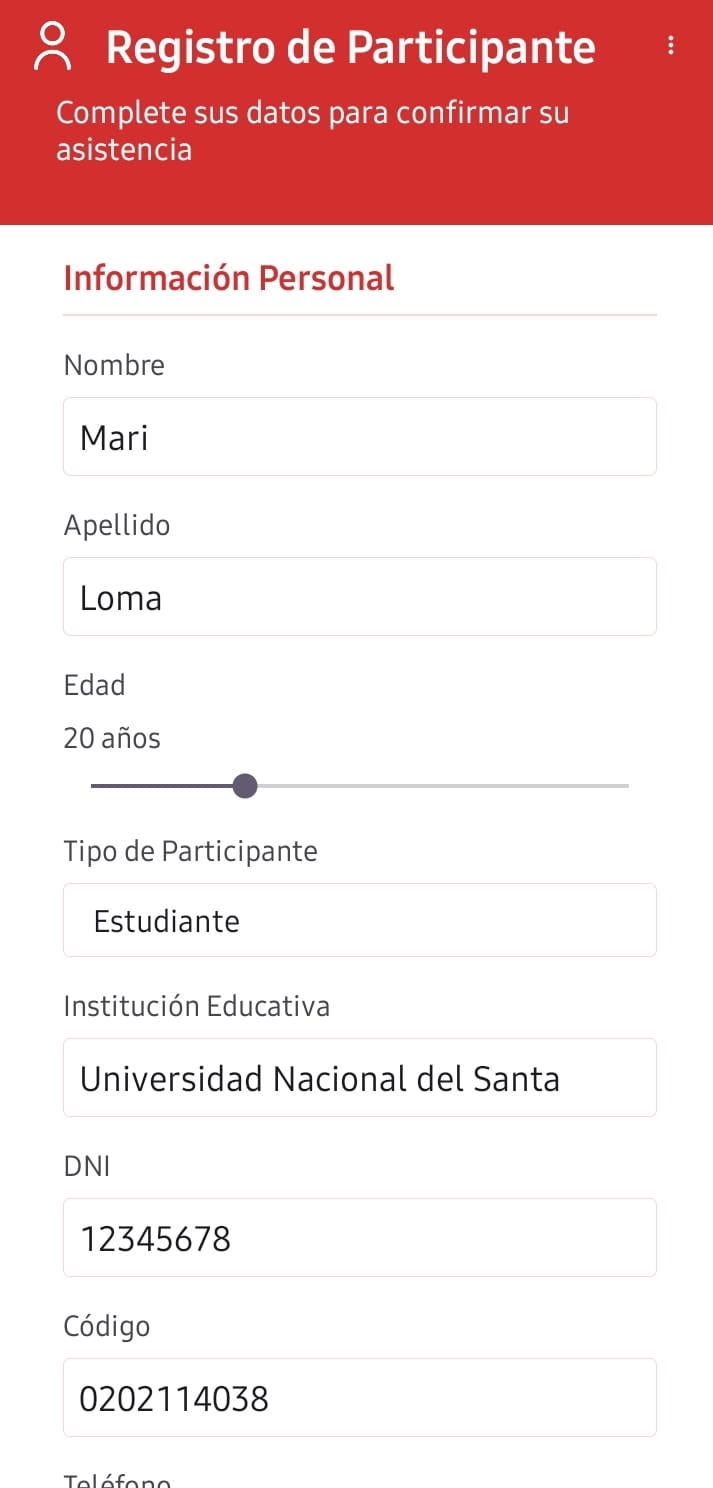 Registro de Participante
Complete sus datos para confirmar su
asistencia
Información Personal
Nombre
Mari
Apellido
Loma
Edad
20 años
Tipo de Participante
Estudiante
Institución Educativa
Universidad Nacional del Santa
DNI
12345678
Código
0202114038
Teléfono